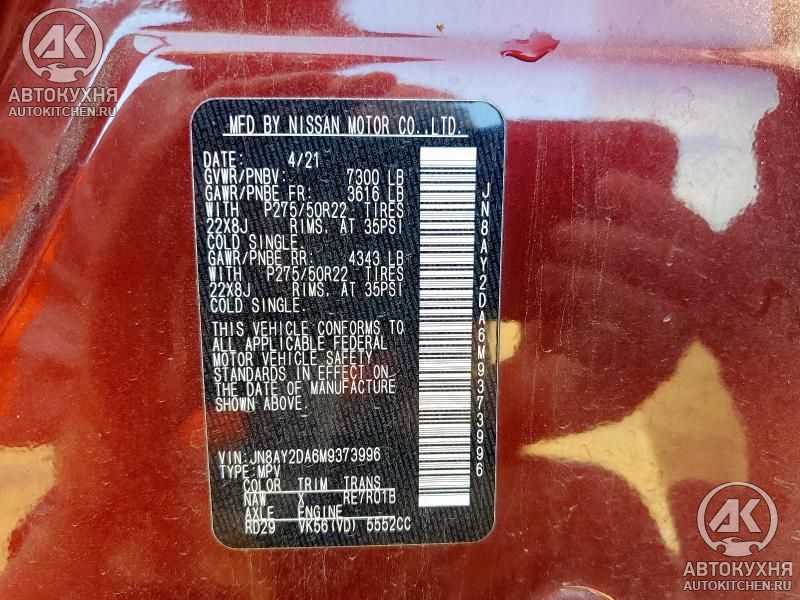 АК
АВТОКУХНЯ
AUTOKITCHEN.RU
MFD BY NISSAN MOTOR CO.,LTD.
DATE: 4/21
GVWR/PNBV: 7300 LB
GAWR/PNBE FR: 3616 LB
WITH P275/50R22 TIRES
22X8J RIMS, AT 35PSI
COLD SINGLE.
GAWR/PNBE RR: 4343 LB
WITH P275/50R22 TIRES
22X8J RIMS, AT 35PSI
COLD SINGLE.
THIS VEHICLE CONFORMS TO
ALL APPLICABLE FEDERAL
MOTOR VEHICLE SAFETY
STANDARDS IN EFFECT ON
THE DATE OF MANUFACTURE
SHOWN ABOVE.
VIN:JN8AY2DA6M9373996
TYPE:MPV
COLOR TRIM TRANS
NAW X RE7R01B
AXLE ENGINE
RD29 VK56(VD) 5552CC
JN8AY2DA6M9373996
АК
АВТОКУХНЯ
AUTOKITCHEN.RU